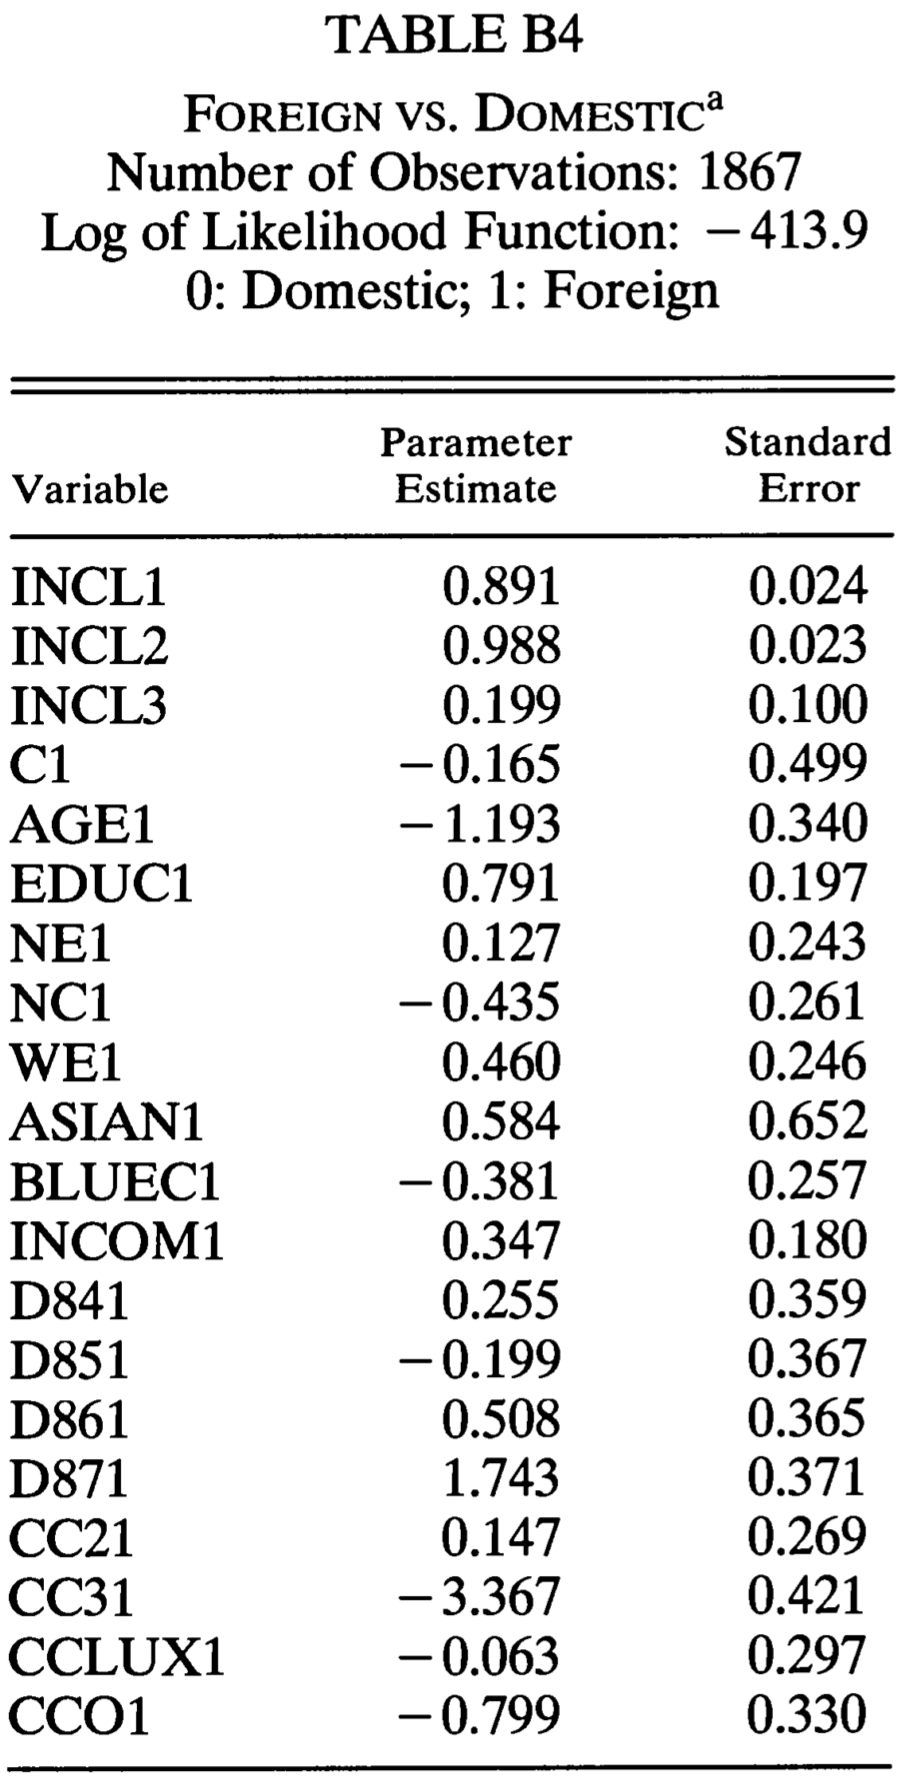 TABLE B4
FOREIGN VS. DOMESTICa
Number of Observations: 1867
Log of Likelihood Function: −413.9
0: Domestic; 1: Foreign
Variable Parameter Estimate Standard Error
INCL1 0.891 0.024
INCL2 0.988 0.023
INCL3 0.199 0.100
C1 −0.165 0.499
AGE1 −1.193 0.340
EDUC1 0.791 0.197
NE1 0.127 0.243
NC1 −0.435 0.261
WE1 0.460 0.246
ASIAN1 0.584 0.652
BLUEC1 −0.381 0.257
INCOM1 0.347 0.180
D841 0.255 0.359
D851 −0.199 0.367
D861 0.508 0.365
D871 1.743 0.371
CC21 0.147 0.269
CC31 −3.367 0.421
CCLUX1 −0.063 0.297
CCO1 −0.799 0.330